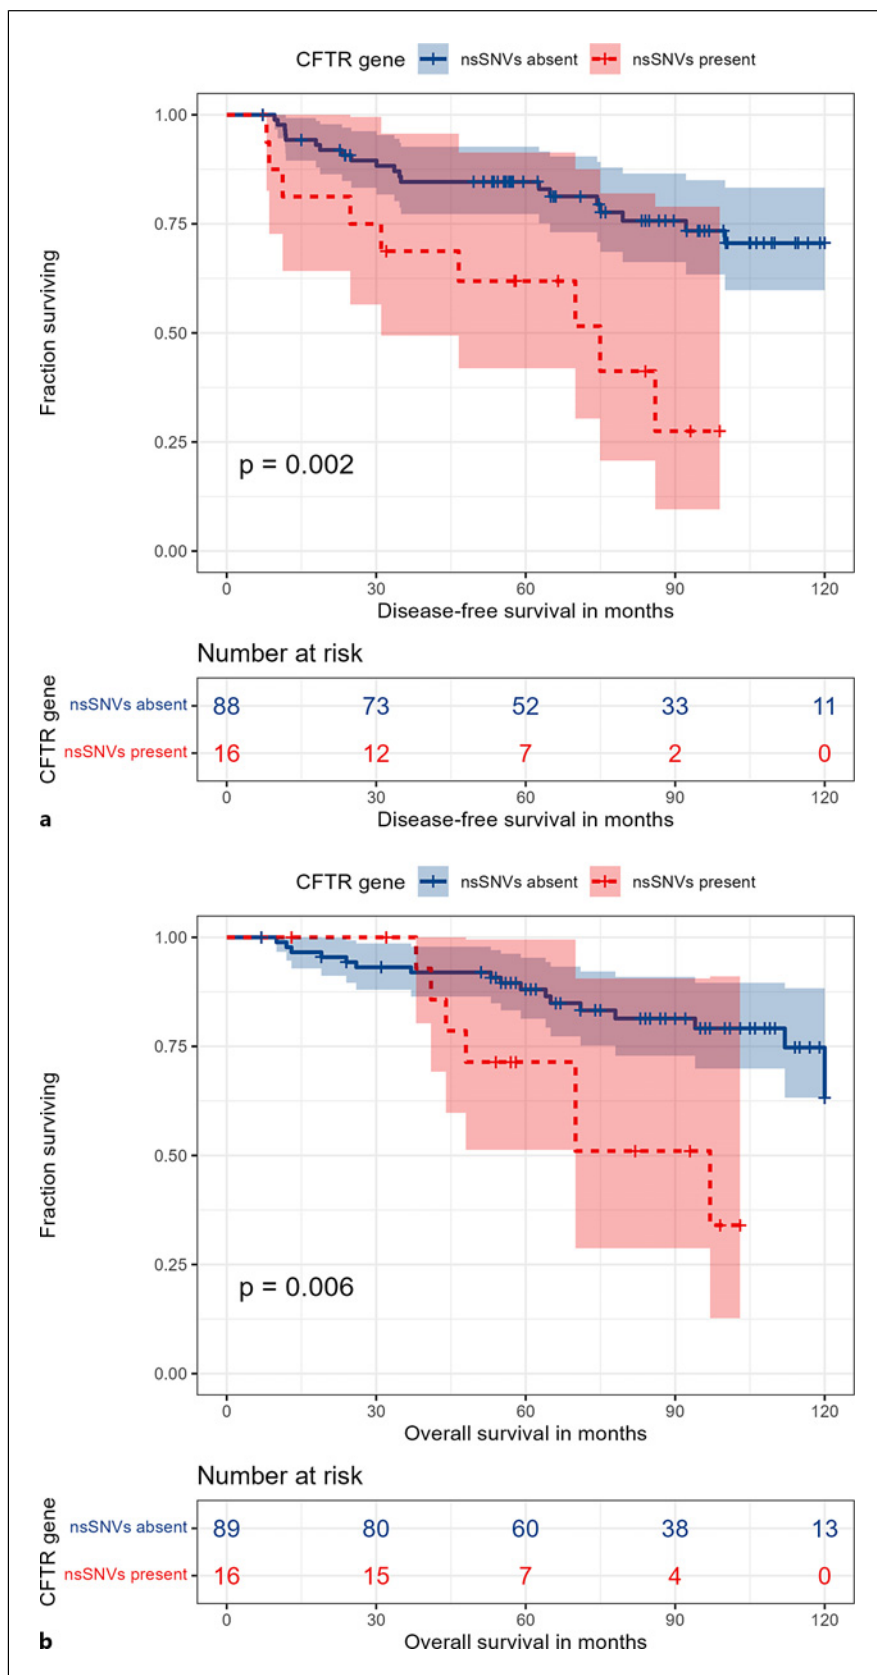 CFTR gene nsSNVs absent nsSNVs present
1.00
0.75
0.50
0.25
0.00
Fraction surviving
p = 0.002
0 30 60 90 120
Disease-free survival in months
Number at risk
CFTR gene
nsSNVs absent 88 73 52 33 11
nsSNVs present 16 12 7 2 0
0 30 60 90 120
Disease-free survival in months
a
CFTR gene nsSNVs absent nsSNVs present
1.00
0.75
0.50
0.25
0.00
Fraction surviving
p = 0.006
0 30 60 90 120
Overall survival in months
Number at risk
CFTR gene
nsSNVs absent 89 80 60 38 13
nsSNVs present 16 15 7 4 0
0 30 60 90 120
Overall survival in months
b